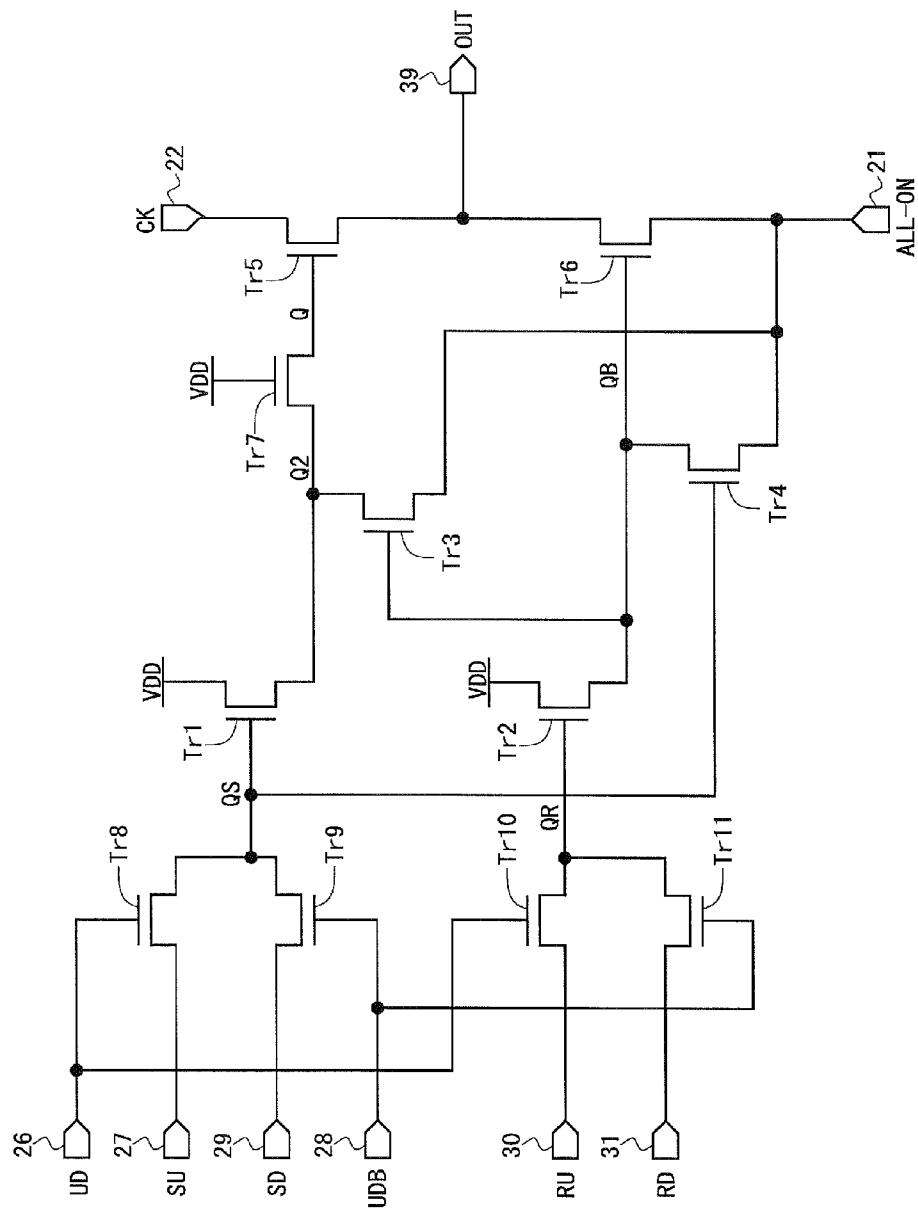 UD
26
SU
27
SD
29
UDB
28
RU
30
RD
31
Tr8
Tr9
Tr10
Tr11
QS
QR
Tr1
VDD
Tr2
VDD
Tr3
Tr4
Q2
QB
Tr7
VDD
Q
Tr5
Tr6
CK
22
39
OUT
21
ALL-ON